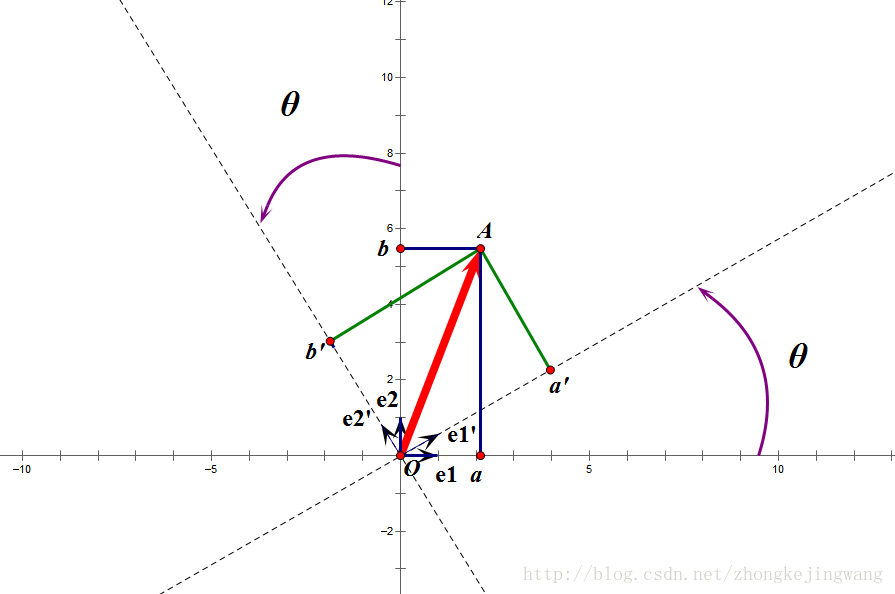 12
10
θ
8
6
A
b
4
θ
b'
a'
2
e2
e2'
e1'
O
e1
a
-10
-5
5
10
-2
http://blog.csdn.net/zhongkejingwang